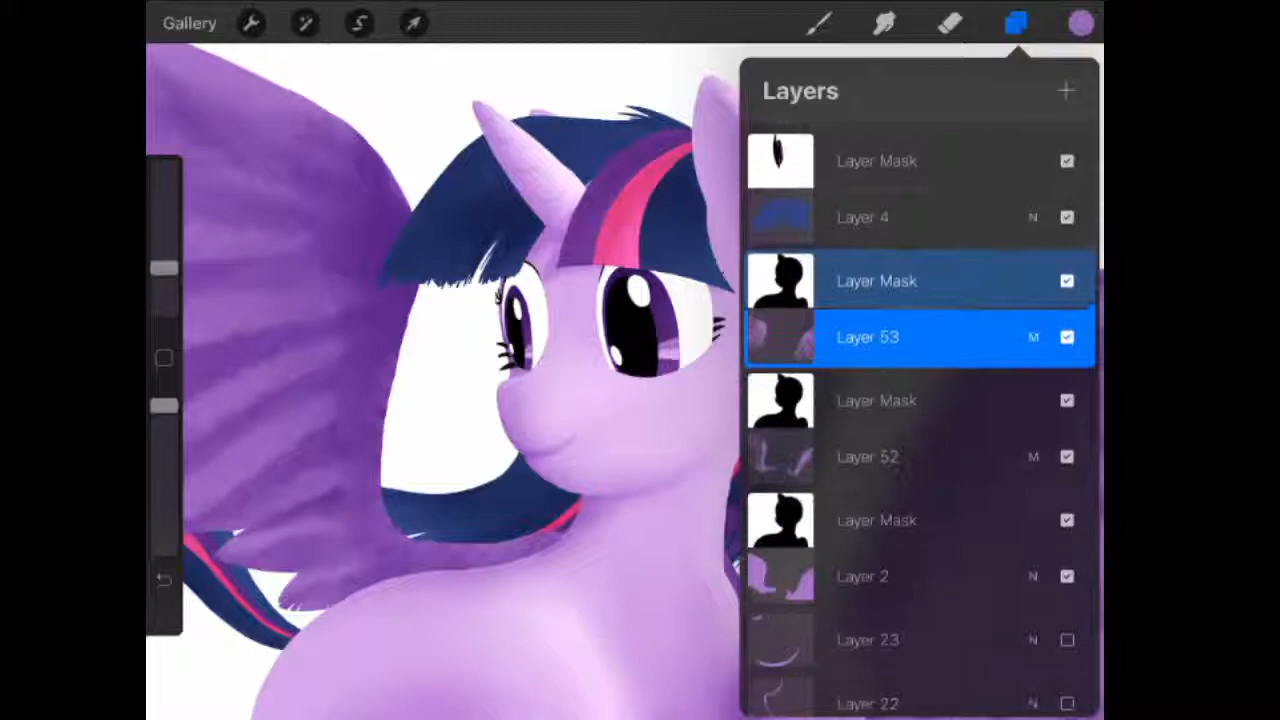 Gallery
Layers
Layer Mask
Layer 4 N
Layer Mask
Layer 53 M
Layer Mask
Layer 52 M
Layer Mask
Layer 2 N
Layer 23 N
Layer 22 N